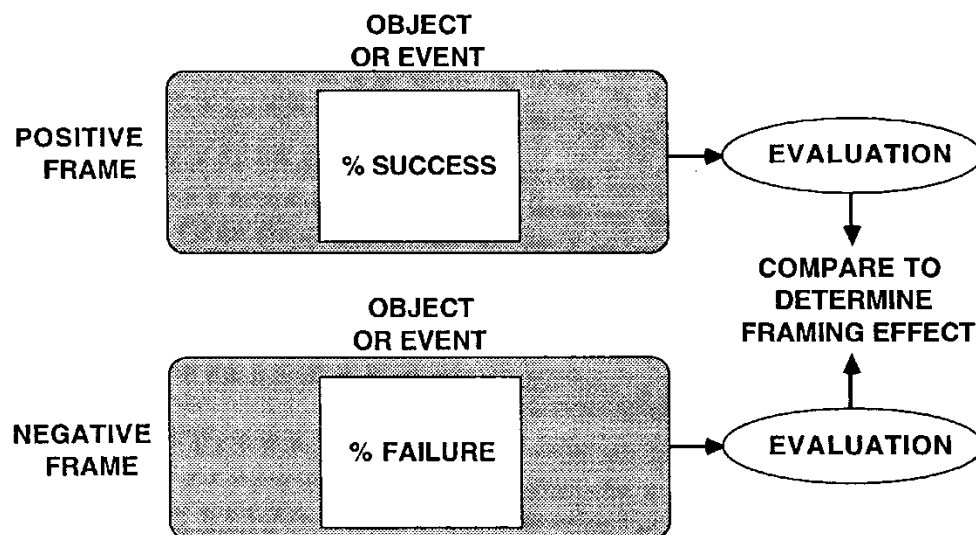 OBJECT
OR EVENT
POSITIVE
FRAME
% SUCCESS
EVALUATION
COMPARE TO
DETERMINE
FRAMING EFFECT
OBJECT
OR EVENT
NEGATIVE
FRAME
% FAILURE
EVALUATION